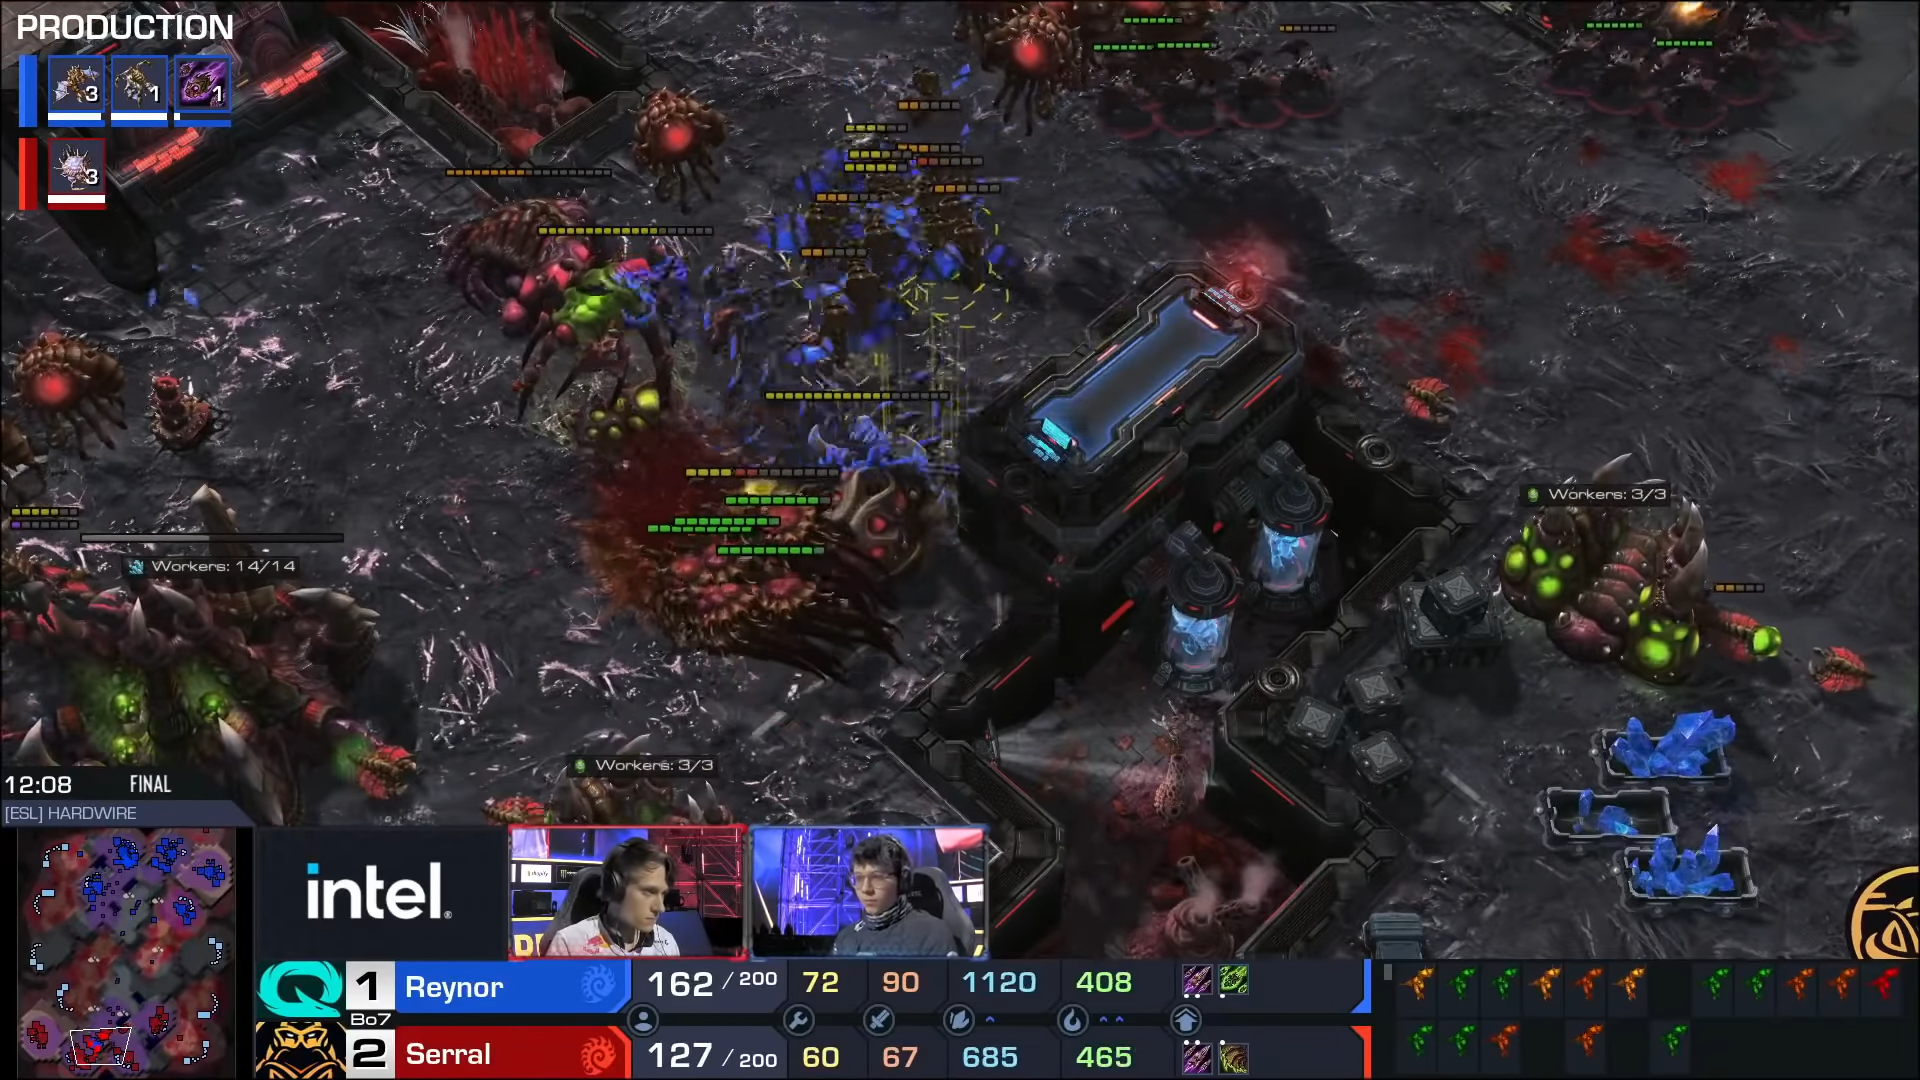 PRODUCTION
3 1 1
3
Workers: 3/3
Workers: 14/14
Workers: 3/3
12:08 FINAL
[ESL] HARDWIRE
intel.
1 Reynor 162 / 200 72 90 1120 408
Bo7
2 Serral 127 / 200 60 67 685 465